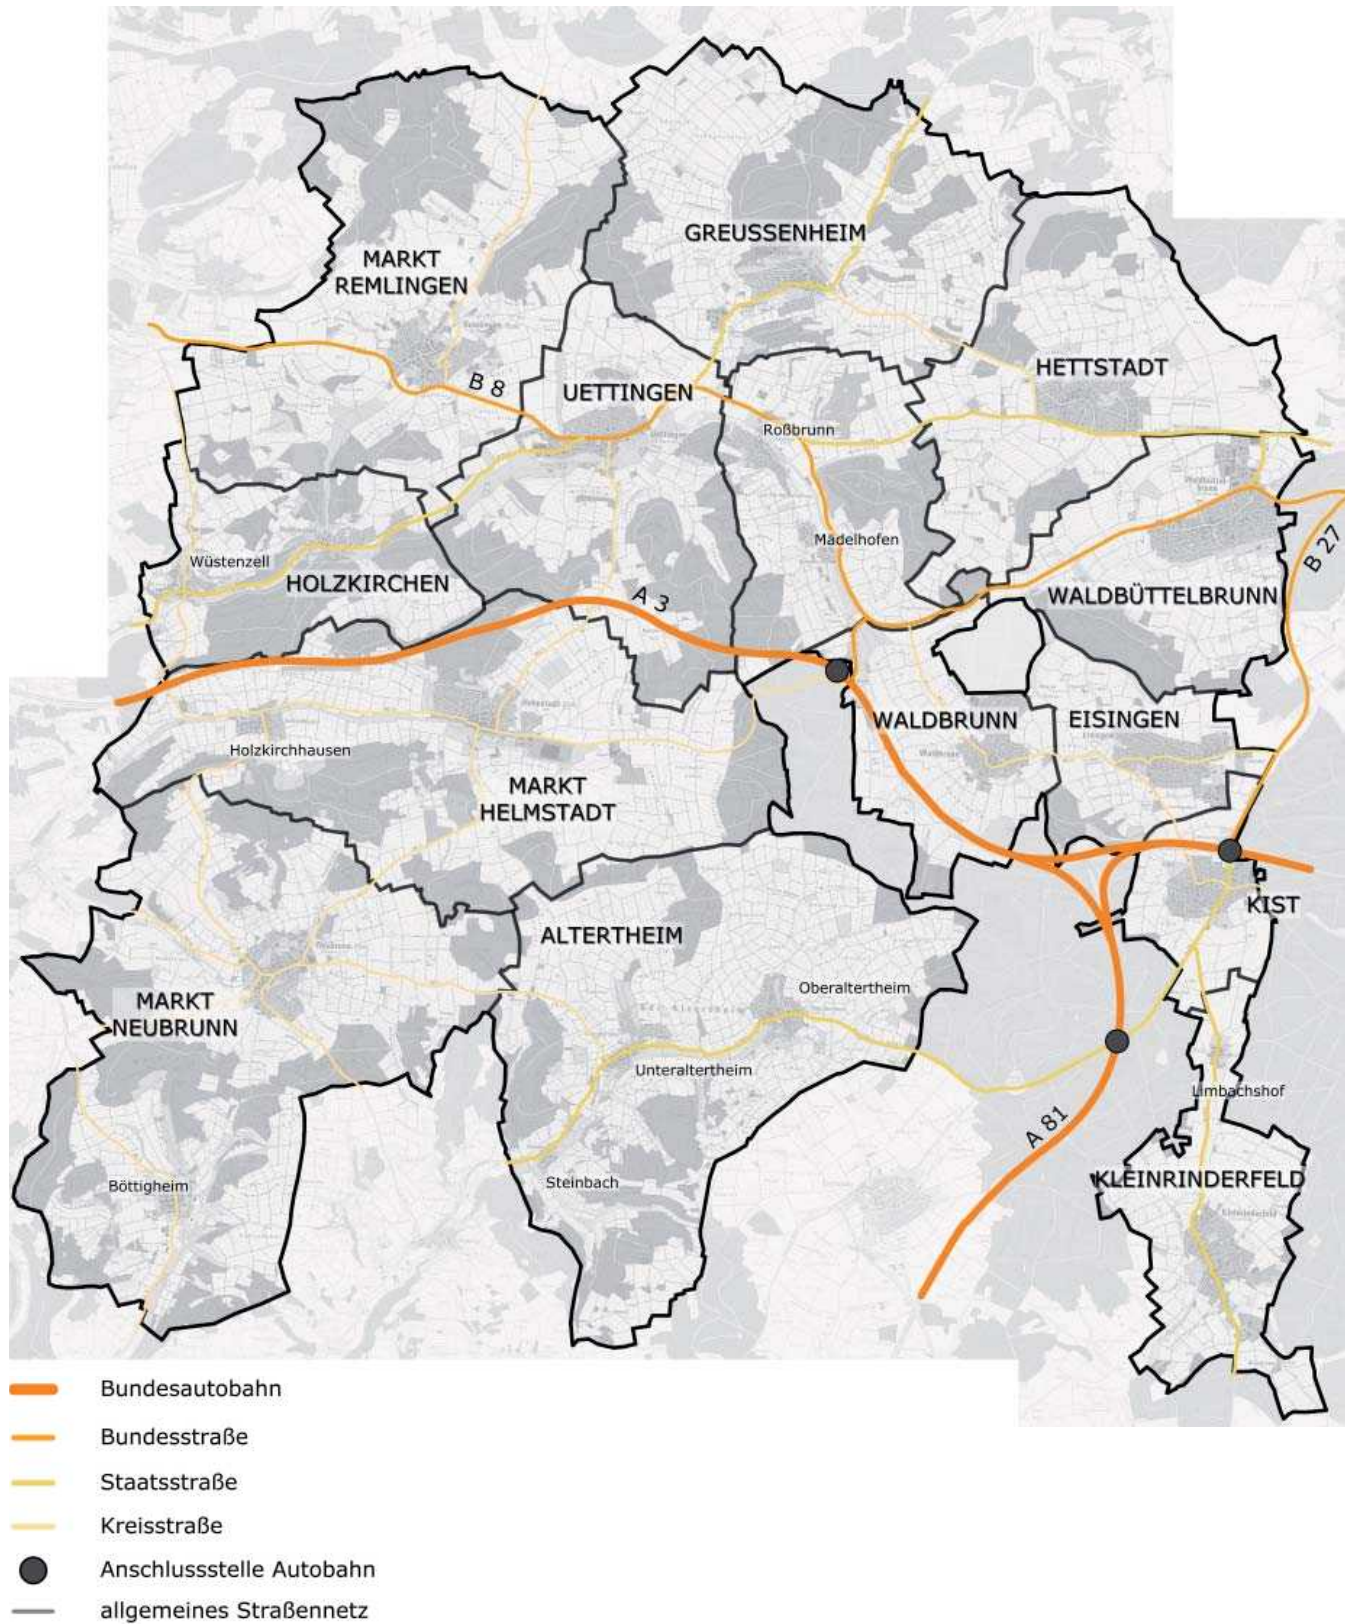 GREUSSENHEIM
MARKT
REMLINGEN
HETTSTADT
B 8
UETTINGEN
Roßbrunn
Mädelhofen
B 27
Wüstenzell
HOLZKIRCHEN
A 3
WALDBÜTTELBRUNN
WALDBRUNN
EISINGEN
Holzkirchhausen
MARKT
HELMSTADT
KIST
ALTERTHEIM
Oberaltertheim
MARKT
NEUBRUNN
Unteraltertheim
Limbachshof
A 81
Steinbach
Böttigheim
KLEINRINDERFELD
Bundesautobahn
Bundesstraße
Staatsstraße
Kreisstraße
Anschlussstelle Autobahn
allgemeines Straßennetz